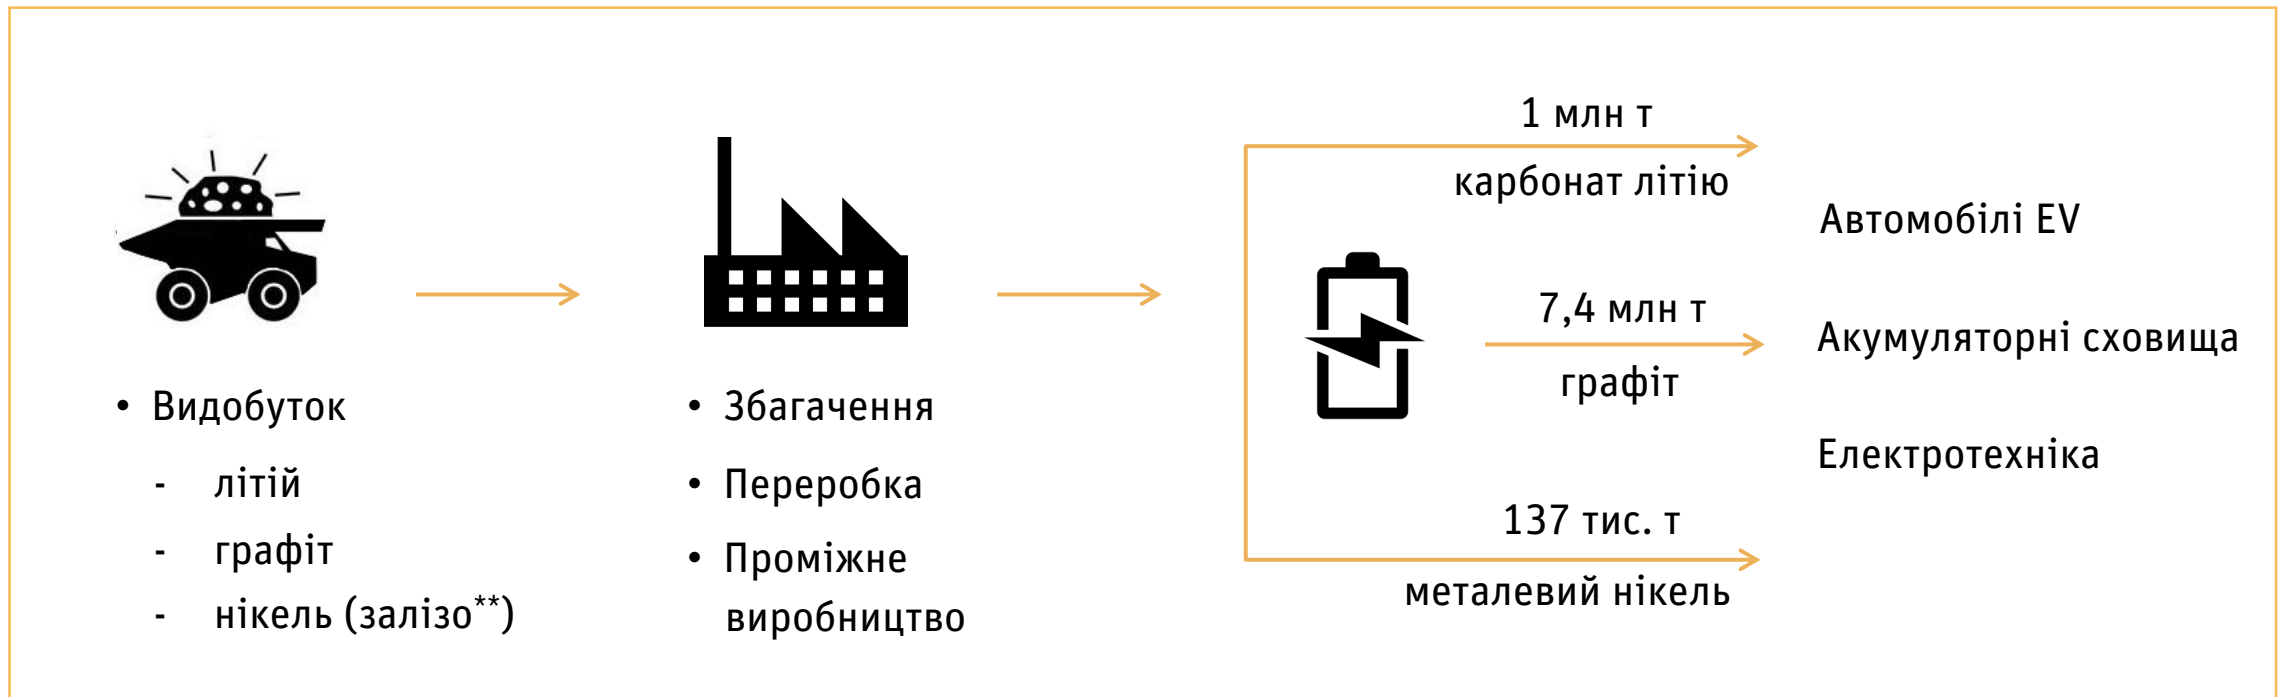 • Видобуток
- літій
- графіт
- нікель (залізо**)
• Збагачення
• Переробка
• Проміжне
виробництво
1 млн т
карбонат літію
7,4 млн т
графіт
137 тис. т
металевий нікель
Автомобілі EV
Акумуляторні сховища
Електротехніка